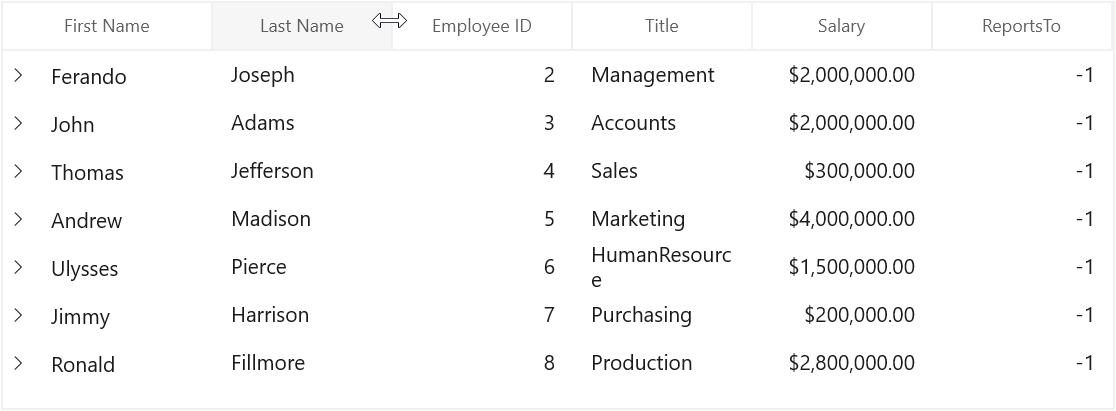 First Name Last Name Employee ID Title Salary ReportsTo
Ferando Joseph 2 Management $2,000,000.00 -1
John Adams 3 Accounts $2,000,000.00 -1
Thomas Jefferson 4 Sales $300,000.00 -1
Andrew Madison 5 Marketing $4,000,000.00 -1
Ulysses Pierce 6 HumanResourc $1,500,000.00 -1
e
Jimmy Harrison 7 Purchasing $200,000.00 -1
Ronald Fillmore 8 Production $2,800,000.00 -1